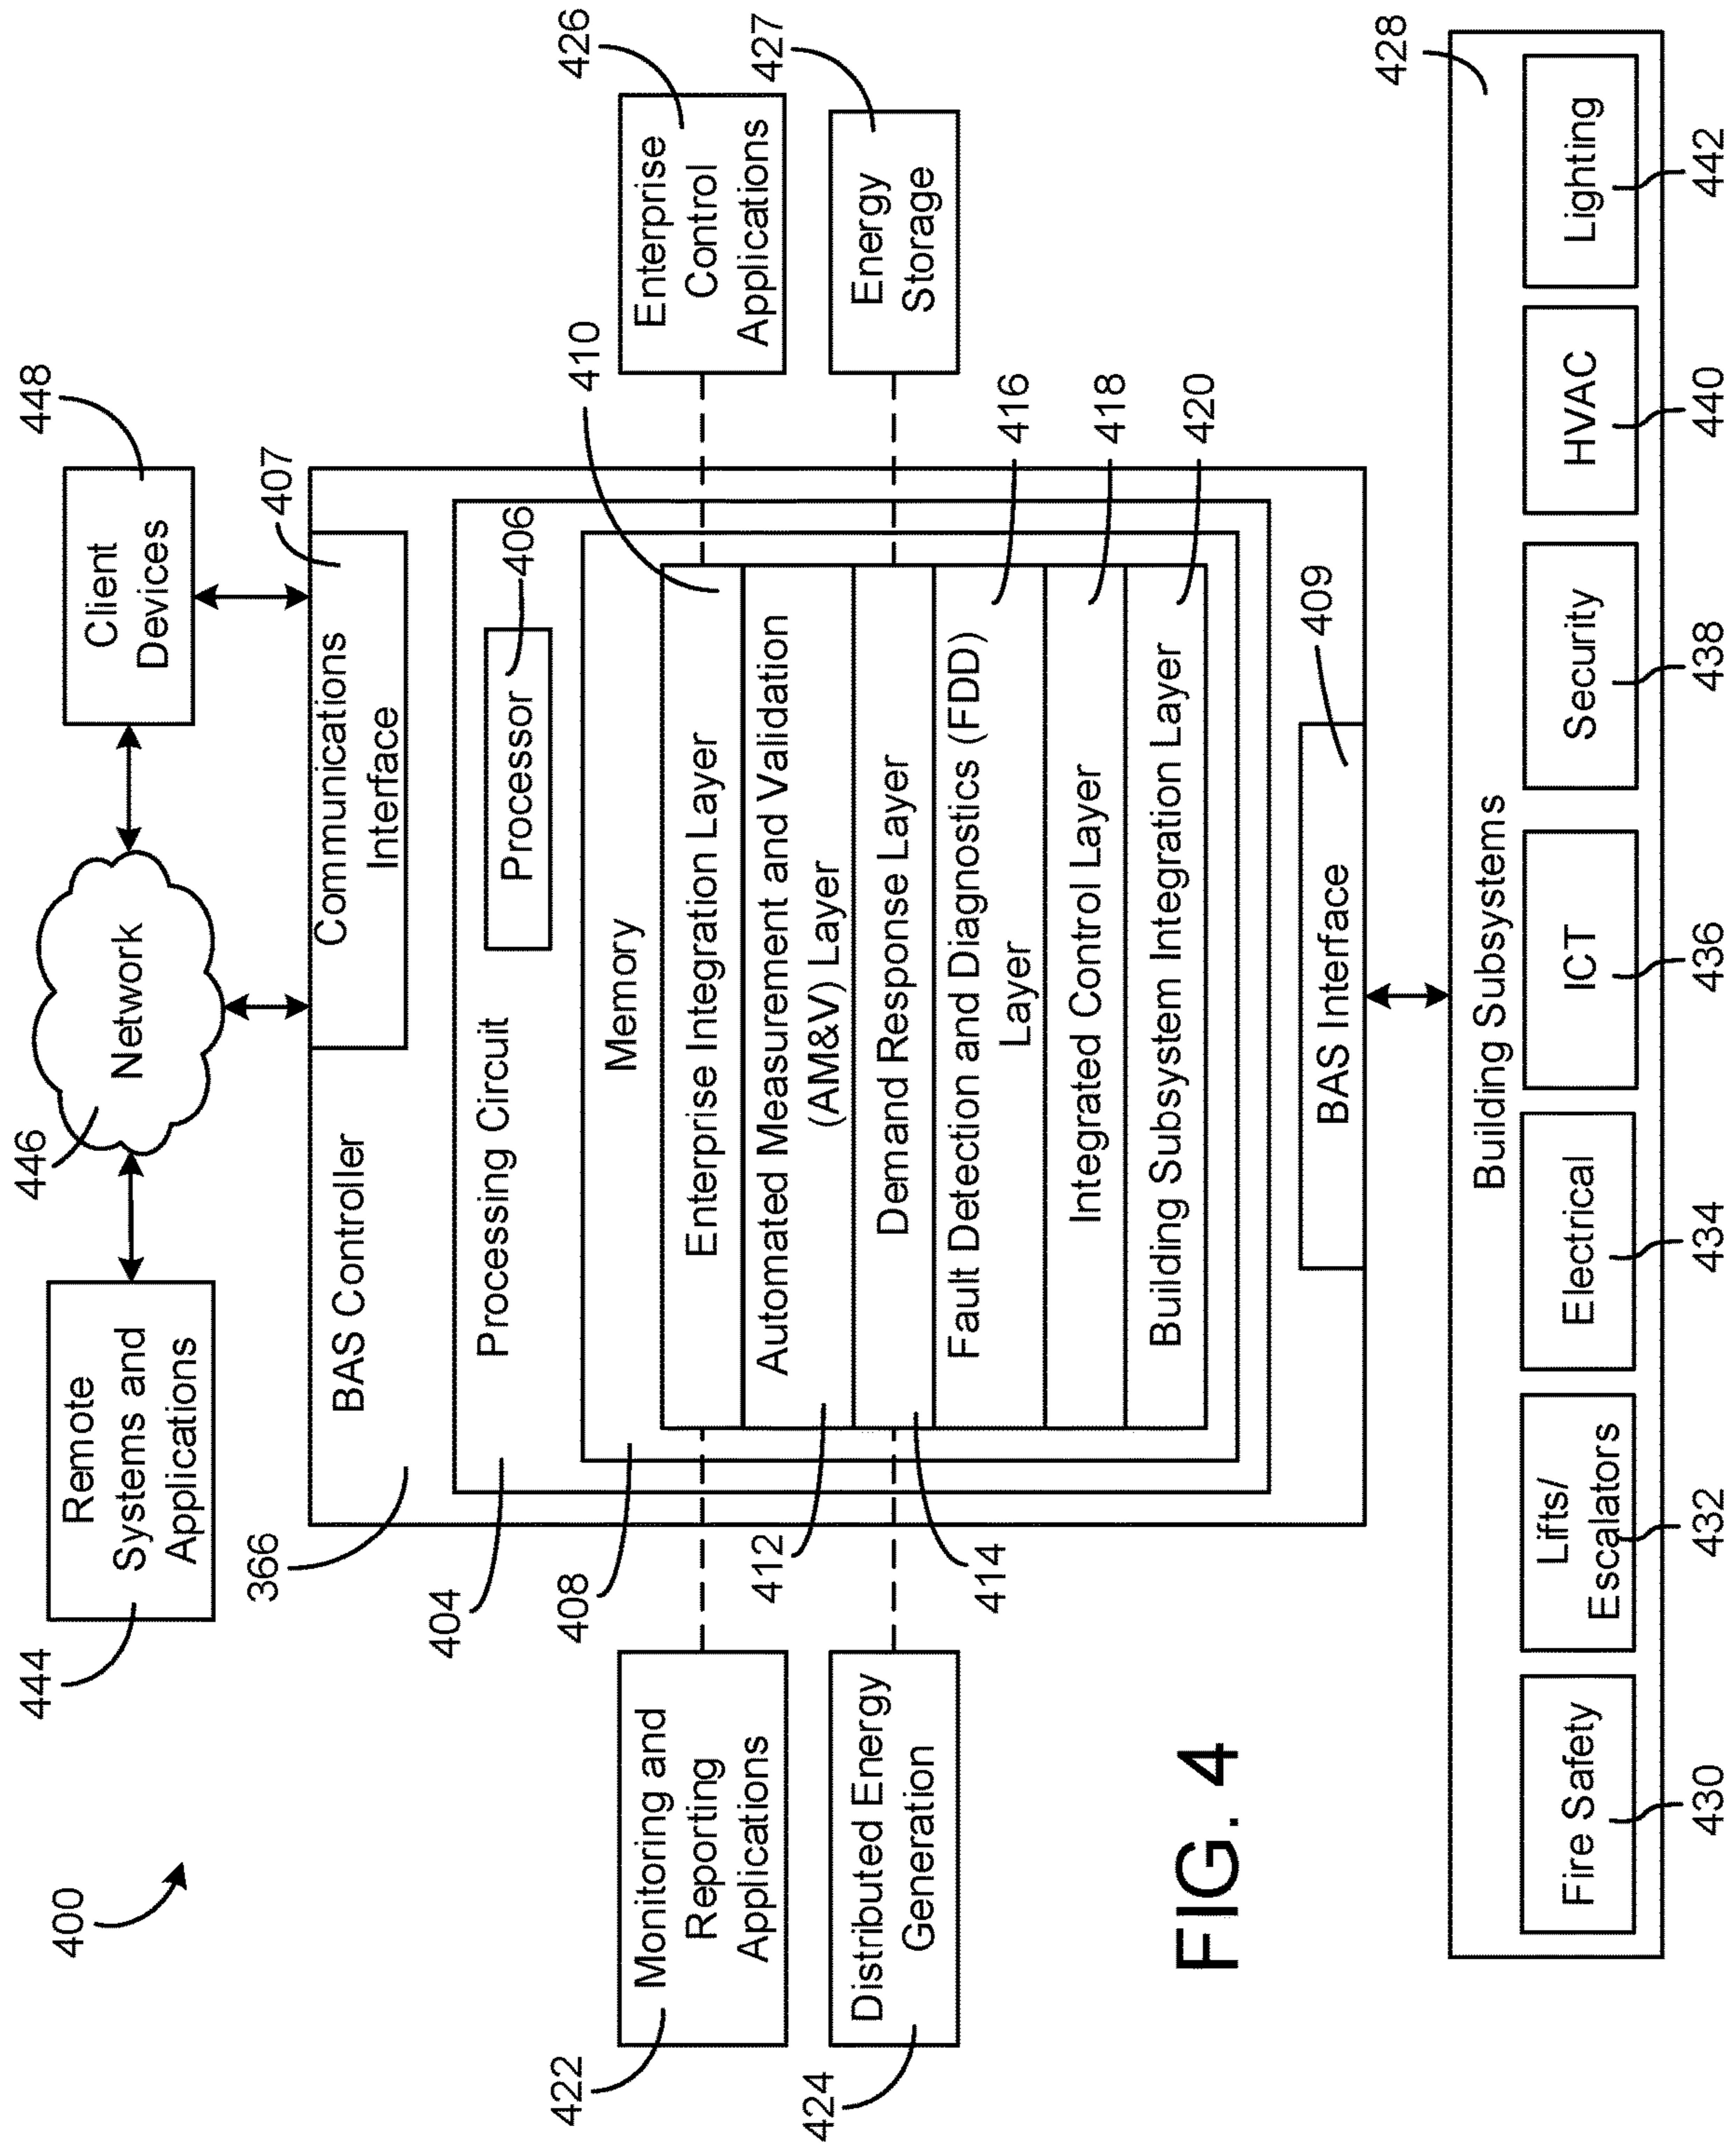 400
444
Remote
Systems and
Applications
446
Network
448
Client
Devices
366
BAS Controller
407
Communications
Interface
404
Processing Circuit
Processor
406
408
Memory
410
Enterprise Integration Layer
Automated Measurement and Validation
(AM&V) Layer
412
Demand Response Layer
414
Fault Detection and Diagnostics (FDD)
Layer
416
Integrated Control Layer
418
Building Subsystem Integration Layer
420
BAS Interface
409
422
Monitoring and
Reporting
Applications
424
Distributed Energy
Generation
426
Enterprise
Control
Applications
427
Energy
Storage
428
Building Subsystems
Fire Safety
Lifts/
Escalators
Electrical
ICT
Security
HVAC
Lighting
430
432
434
436
438
440
442
FIG. 4